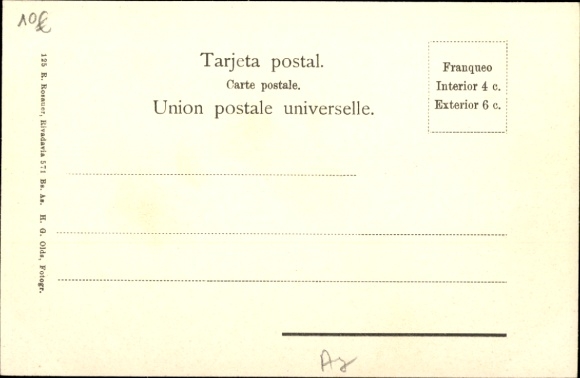 10€
Tarjeta postal.
Carte postale.
Union postale universelle.
Franqueo
Interior 4 c.
Exterior 6 c.
125 R. Rosauer, Rivadavia 571 Bs. As. H. G. Olds, Fotogr.